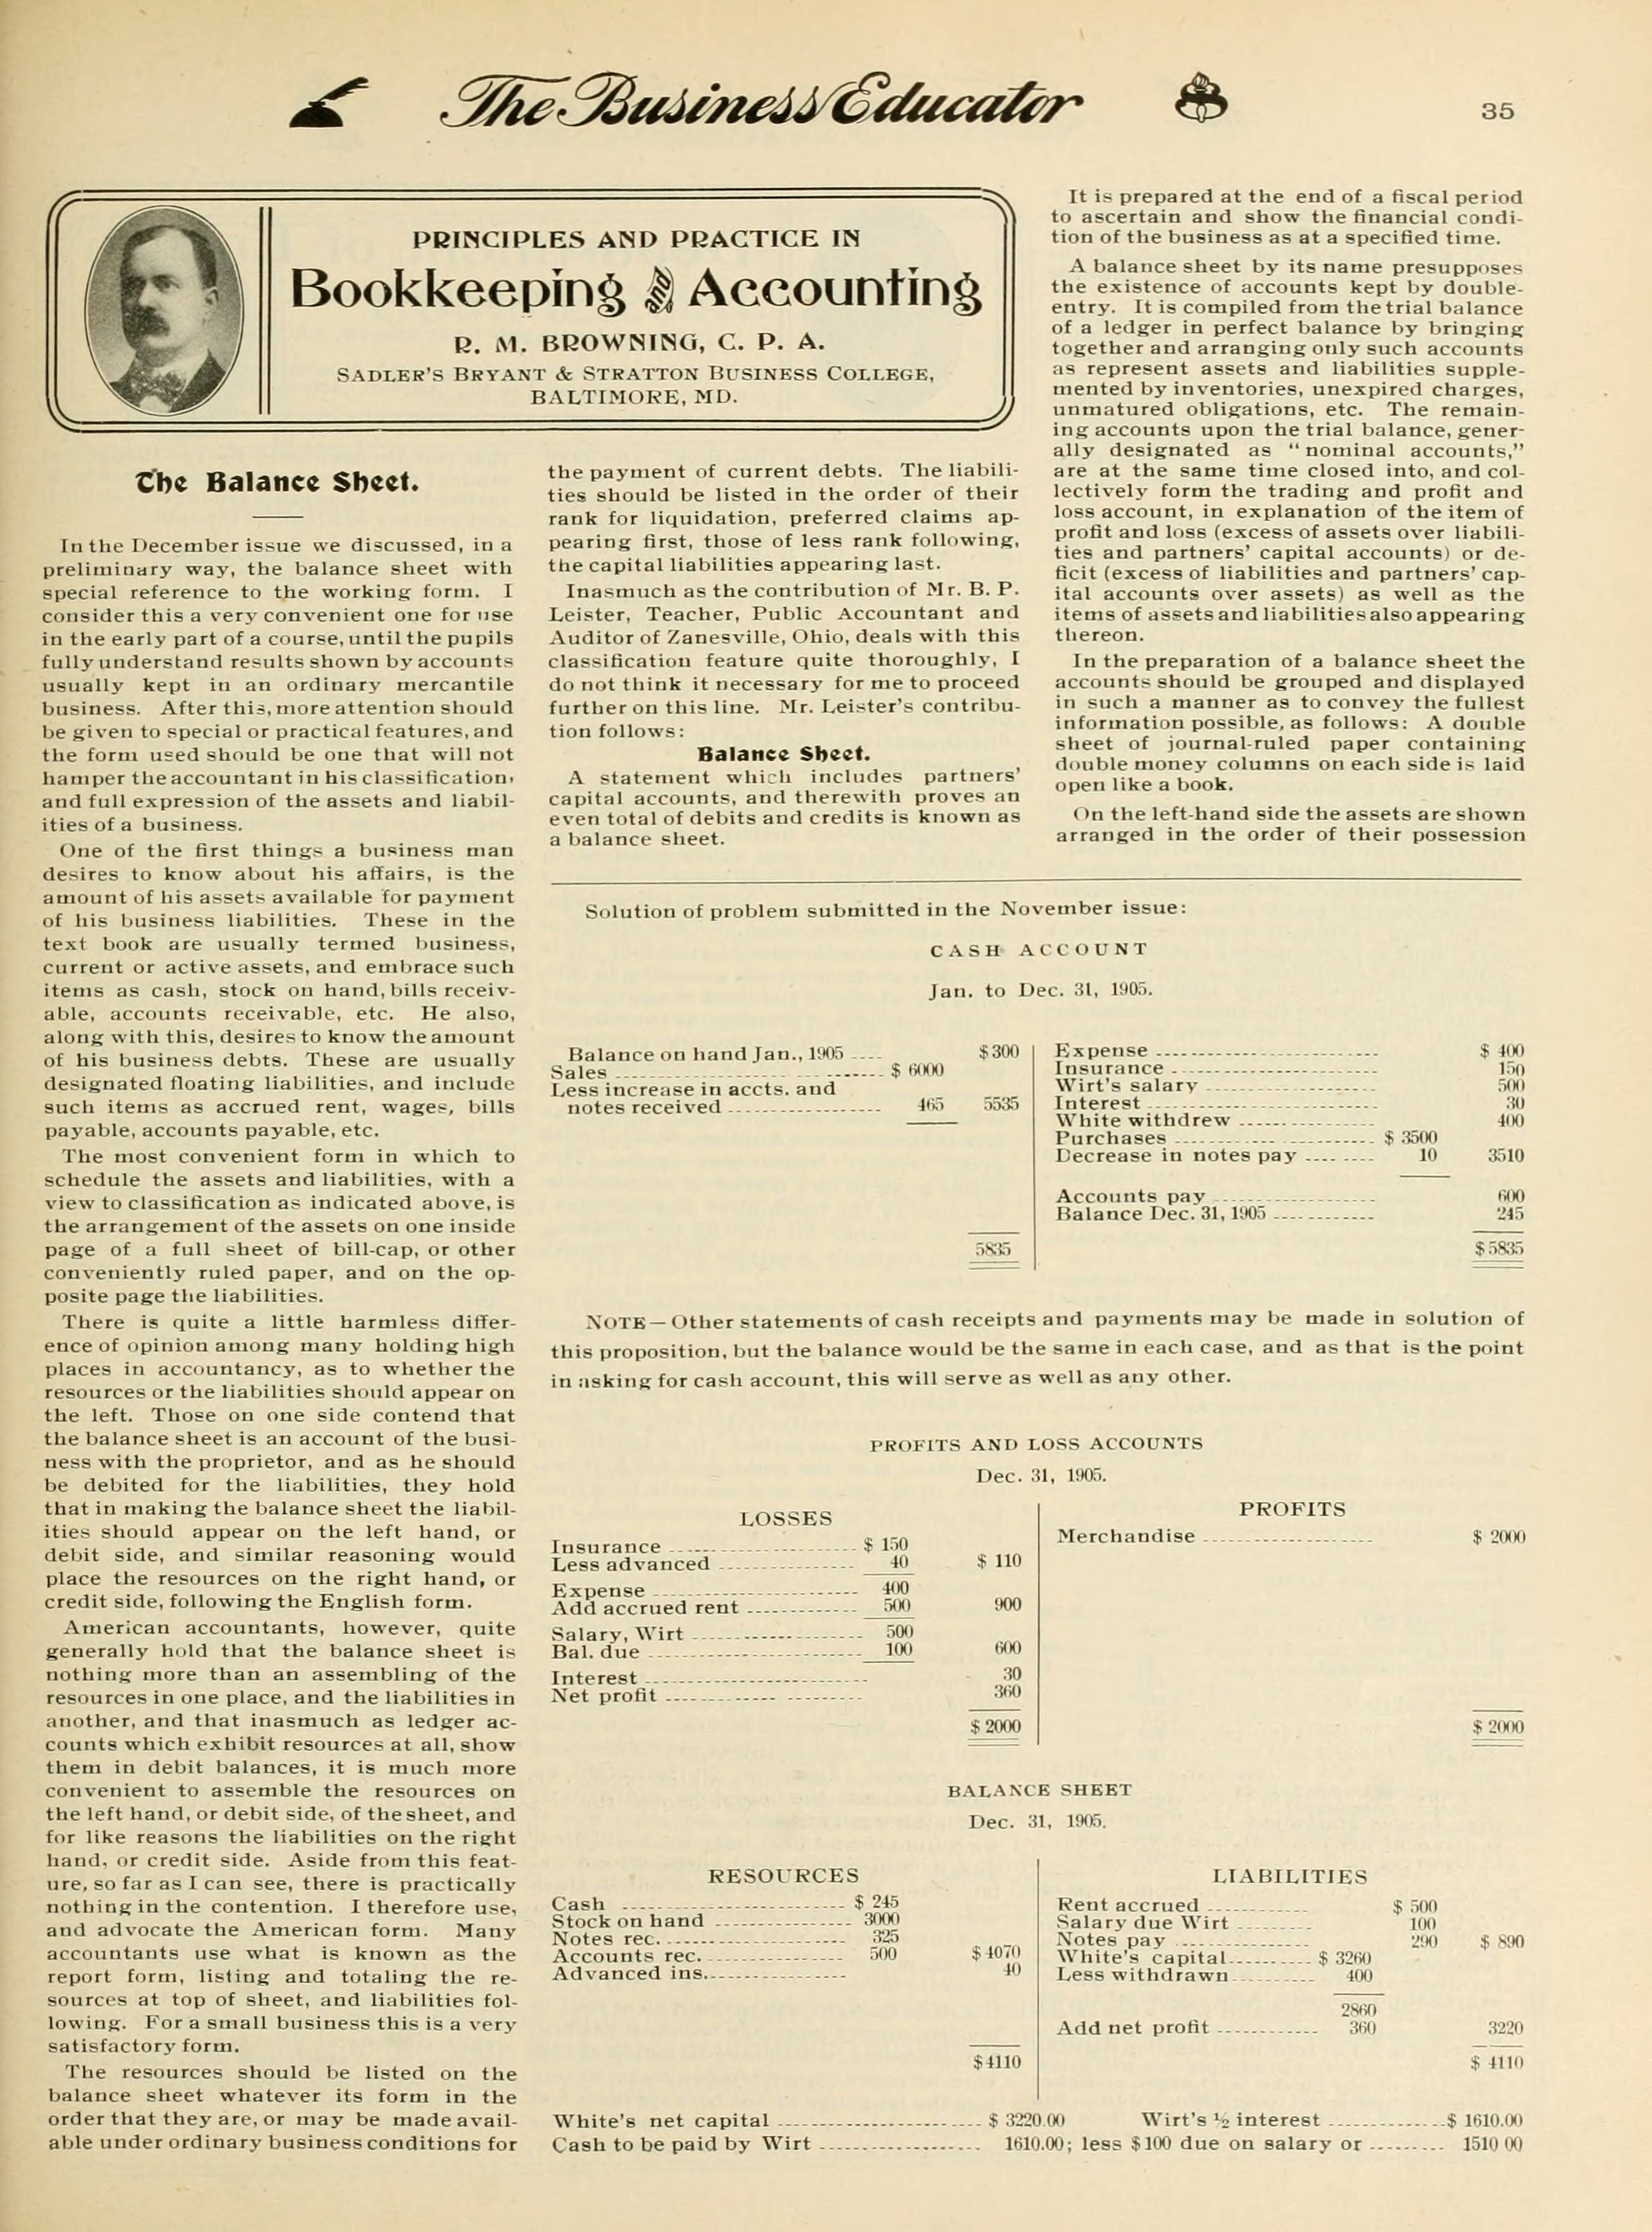 The Business Educator
35
PRINCIPLES AND PRACTICE IN
Bookkeeping and Accounting
R. M. BROWNING, C. P. A.
SADLER'S BRYANT & STRATTON BUSINESS COLLEGE,
BALTIMORE, MD.
The Balance Sheet.
In the December issue we discussed, in a
preliminary way, the balance sheet with
special reference to the working form. I
consider this a very convenient one for use
in the early part of a course, until the pupils
fully understand results shown by accounts
usually kept in an ordinary mercantile
business. After this, more attention should
be given to special or practical features, and
the form used should be one that will not
hamper the accountant in his classification,
and full expression of the assets and liabil-
ities of a business.
One of the first things a business man
desires to know about his affairs, is the
amount of his assets available for payment
of his business liabilities. These in the
text book are usually termed business,
current or active assets, and embrace such
items as cash, stock on hand, bills receiv-
able, accounts receivable, etc. He also,
along with this, desires to know the amount
of his business debts. These are usually
designated floating liabilities, and include
such items as accrued rent, wages, bills
payable, accounts payable, etc.
The most convenient form in which to
schedule the assets and liabilities, with a
view to classification as indicated above, is
the arrangement of the assets on one inside
page of a full sheet of bill-cap, or other
conveniently ruled paper, and on the op-
posite page the liabilities.
There is quite a little harmless differ-
ence of opinion among many holding high
places in accountancy, as to whether the
resources or the liabilities should appear on
the left. Those on one side contend that
the balance sheet is an account of the busi-
ness with the proprietor, and as he should
be debited for the liabilities, they hold
that in making the balance sheet the liabil-
ities should appear on the left hand, or
debit side, and similar reasoning would
place the resources on the right hand, or
credit side, following the English form.
American accountants, however, quite
generally hold that the balance sheet is
nothing more than an assembling of the
resources in one place, and the liabilities in
another, and that inasmuch as ledger ac-
counts which exhibit resources at all, show
them in debit balances, it is much more
convenient to assemble the resources on
the left hand, or debit side, of the sheet, and
for like reasons the liabilities on the right
hand, or credit side. Aside from this feat-
ure, so far as I can see, there is practically
nothing in the contention. I therefore use,
and advocate the American form. Many
accountants use what is known as the
report form, listing and totaling the re-
sources at top of sheet, and liabilities fol-
lowing. For a small business this is a very
satisfactory form.
The resources should be listed on the
balance sheet whatever its form in the
order that they are, or may be made avail-
able under ordinary business conditions for
the payment of current debts. The liabili-
ties should be listed in the order of their
rank for liquidation, preferred claims ap-
pearing first, those of less rank following,
the capital liabilities appearing last.
Inasmuch as the contribution of Mr. B. P.
Leister, Teacher, Public Accountant and
Auditor of Zanesville, Ohio, deals with this
classification feature quite thoroughly, I
do not think it necessary for me to proceed
further on this line. Mr. Leister's contribu-
tion follows:
Balance Sheet.
A statement which includes partners'
capital accounts, and therewith proves an
even total of debits and credits is known as
a balance sheet.
It is prepared at the end of a fiscal period
to ascertain and show the financial condi-
tion of the business as at a specified time.
A balance sheet by its name presupposes
the existence of accounts kept by double-
entry. It is compiled from the trial balance
of a ledger in perfect balance by bringing
together and arranging only such accounts
as represent assets and liabilities supple-
mented by inventories, unexpired charges,
unmatured obligations, etc. The remain-
ing accounts upon the trial balance, gener-
ally designated as "nominal accounts,"
are at the same time closed into, and col-
lectively form the trading and profit and
loss account, in explanation of the item of
profit and loss (excess of assets over liabili-
ties and partners' capital accounts) or de-
ficit (excess of liabilities and partners' cap-
ital accounts over assets) as well as the
items of assets and liabilities also appearing
thereon.
In the preparation of a balance sheet the
accounts should be grouped and displayed
in such a manner as to convey the fullest
information possible, as follows: A double
sheet of journal-ruled paper containing
double money columns on each side is laid
open like a book.
On the left-hand side the assets are shown
arranged in the order of their possession
Solution of problem submitted in the November issue:
CASH ACCOUNT
Jan. to Dec. 31, 1905.
Balance on hand Jan., 1905 .... $300
Sales ........ $ 6000
Less increase in accts. and
notes received ........ 465 5535
5835
Expense ........ $ 400
Insurance ........ 150
Wirt's salary ........ 500
Interest ........ 30
White withdrew ........ 400
Purchases ........ $ 3500
Decrease in notes pay ........ 10 3510
Accounts pay ........ 600
Balance Dec. 31, 1905 ........ 245
$5835
NOTE—Other statements of cash receipts and payments may be made in solution of
this proposition, but the balance would be the same in each case, and as that is the point
in asking for cash account, this will serve as well as any other.
PROFITS AND LOSS ACCOUNTS
Dec. 31, 1905.
LOSSES
Insurance ........ $ 150
Less advanced ........ 40 $ 110
Expense ........ 400
Add accrued rent ........ 500 900
Salary, Wirt ........ 500
Bal. due ........ 100 600
Interest ........ 30
Net profit ........ 360
$ 2000
PROFITS
Merchandise ........ $ 2000
$ 2000
BALANCE SHEET
Dec. 31, 1905.
RESOURCES
Cash ........ $ 245
Stock on hand ........ 3000
Notes rec. ........ 325
Accounts rec. ........ 500 $ 4070
Advanced ins. ........ 40
$4110
LIABILITIES
Rent accrued ........ $ 500
Salary due Wirt ........ 100
Notes pay ........ 290 $ 890
White's capital ........ $ 3260
Less withdrawn ........ 400
2860
Add net profit ........ 360 3220
$ 4110
White's net capital ........ $ 3220.00 Wirt's ½ interest ........ $ 1610.00
Cash to be paid by Wirt ........ 1610.00; less $100 due on salary or ........ 1510 00